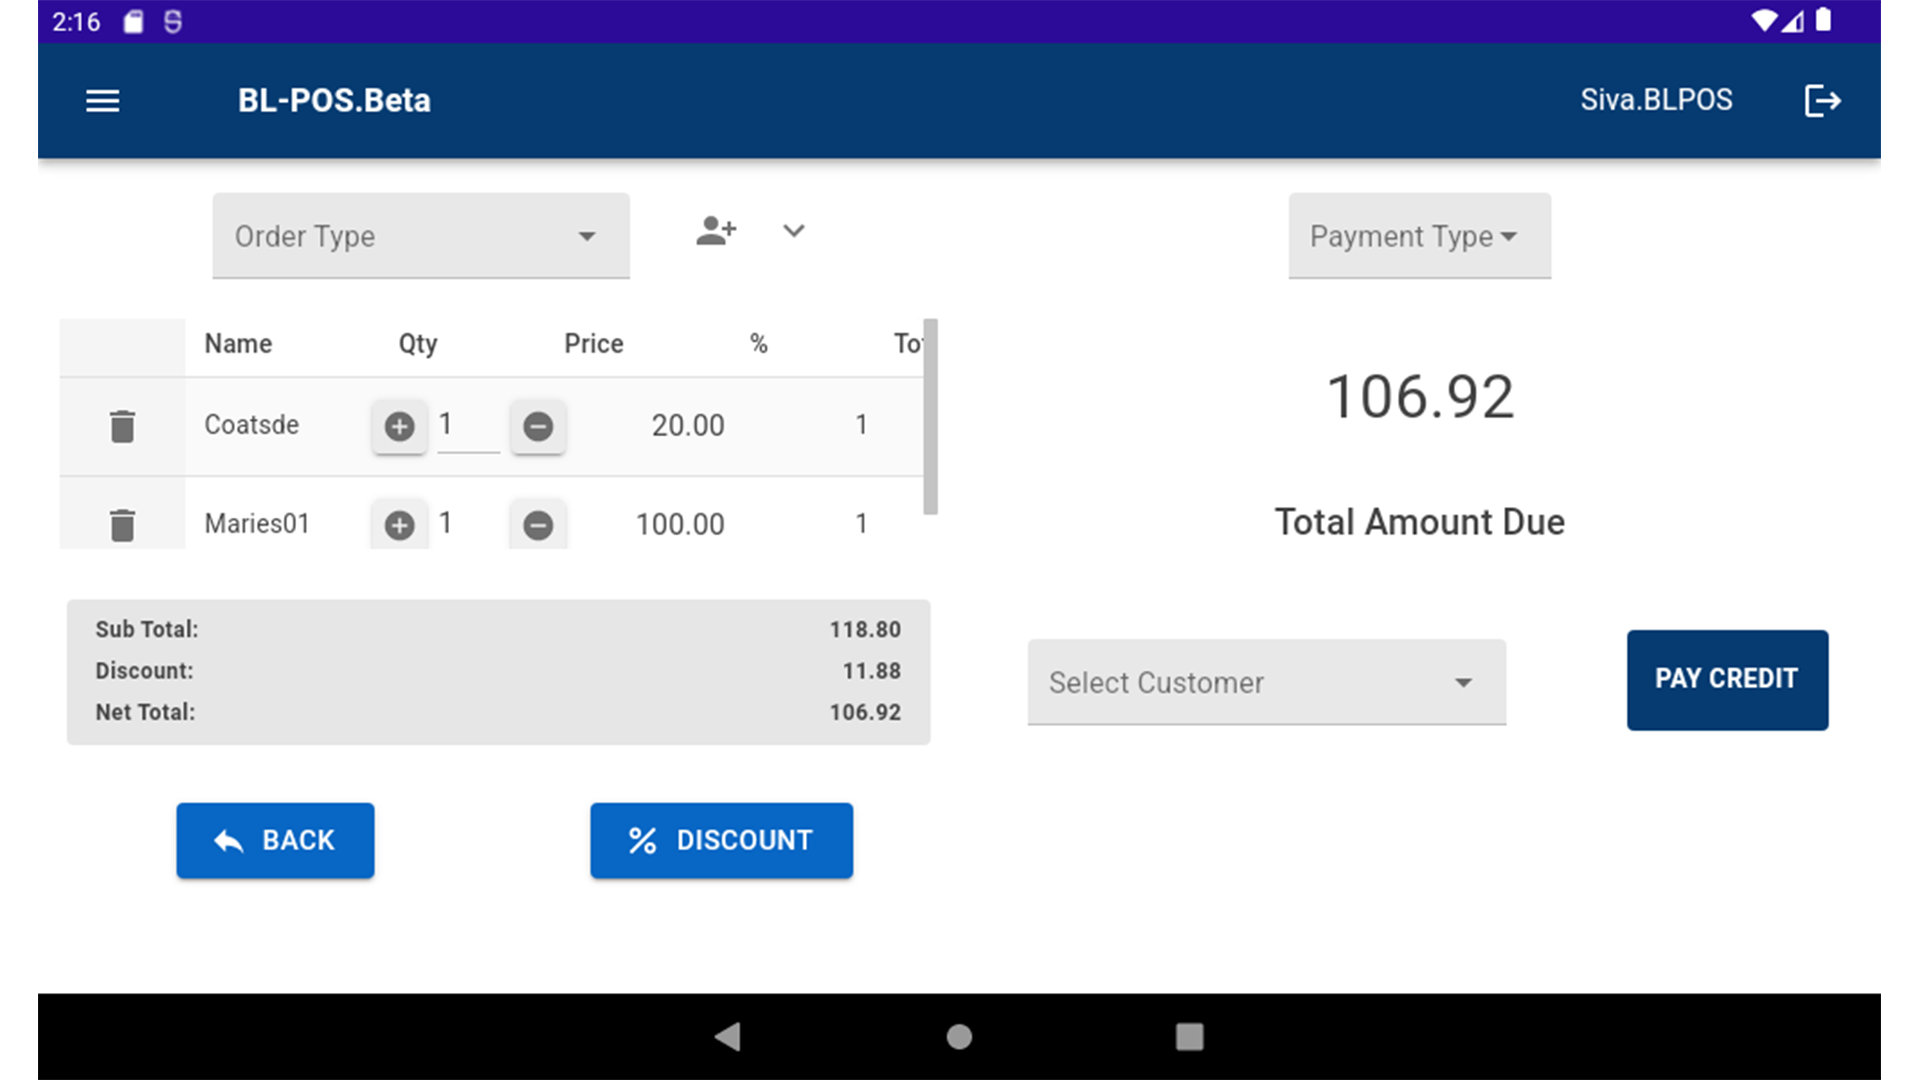 2:16
BL-POS.Beta
Siva.BLPOS
Order Type
Payment Type
Name Qty Price % To
Coatsde 1 20.00 1
Maries01 1 100.00 1
106.92
Total Amount Due
Sub Total: 118.80
Discount: 11.88
Net Total: 106.92
Select Customer
PAY CREDIT
BACK
% DISCOUNT